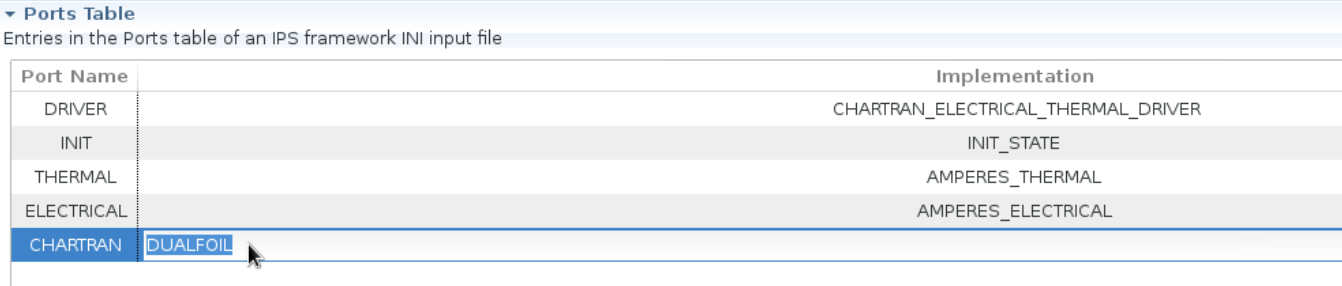 Ports Table
Entries in the Ports table of an IPS framework INI input file
Port Name Implementation
DRIVER CHARTRAN_ELECTRICAL_THERMAL_DRIVER
INIT INIT_STATE
THERMAL AMPERES_THERMAL
ELECTRICAL AMPERES_ELECTRICAL
CHARTRAN DUALFOIL